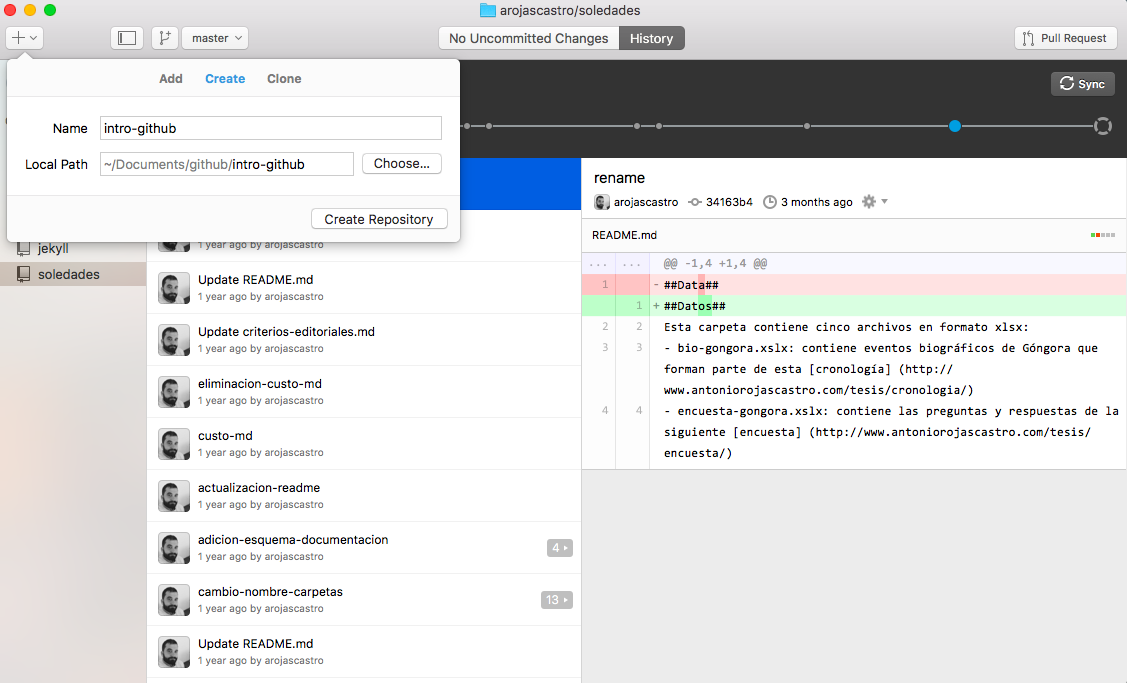 arojascastro/soledades
master
No Uncommitted Changes
History
Pull Request
Add
Create
Clone
Name
intro-github
Local Path
~/Documents/github/intro-github
Choose...
Create Repository
Sync
jekyll
soledades
1 year ago by arojascastro
Update README.md
1 year ago by arojascastro
Update criterios-editoriales.md
1 year ago by arojascastro
eliminacion-custo-md
1 year ago by arojascastro
custo-md
1 year ago by arojascastro
actualizacion-readme
1 year ago by arojascastro
adicion-esquema-documentacion
1 year ago by arojascastro
4
cambio-nombre-carpetas
1 year ago by arojascastro
13
Update README.md
1 year ago by arojascastro
rename
arojascastro 34163b4 3 months ago
README.md
... ... @@ -1,4 +1,4 @@
1 - ##Data##
1 + ##Datos##
2 2 Esta carpeta contiene cinco archivos en formato xlsx:
3 3 - bio-gongora.xslx: contiene eventos biográficos de Góngora que
forman parte de esta [cronología] (http://
www.antoniorojascastro.com/tesis/cronologia/)
4 4 - encuesta-gongora.xslx: contiene las preguntas y respuestas de la
siguiente [encuesta] (http://www.antoniorojascastro.com/tesis/
encuesta/)